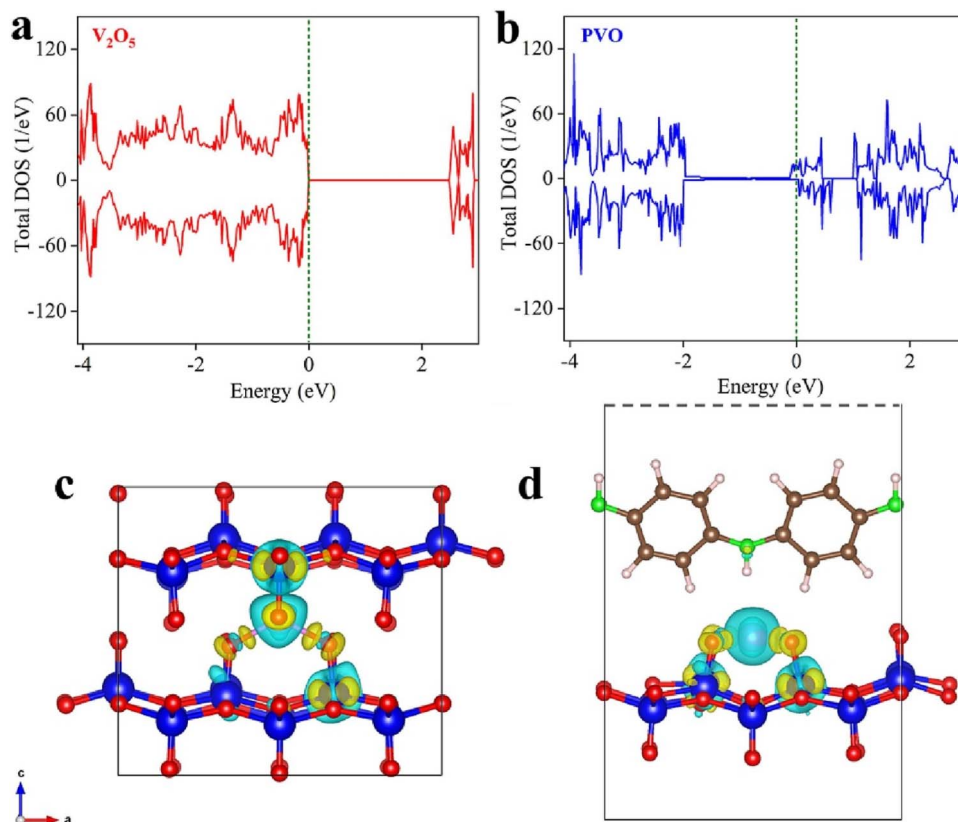 a
V₂O₅
120
60
0
-60
-120
Total DOS (1/eV)
-4
-2
0
2
Energy (eV)
b
PVO
120
60
0
-60
-120
Total DOS (1/eV)
-4
-2
0
2
Energy (eV)
c
d
c
a